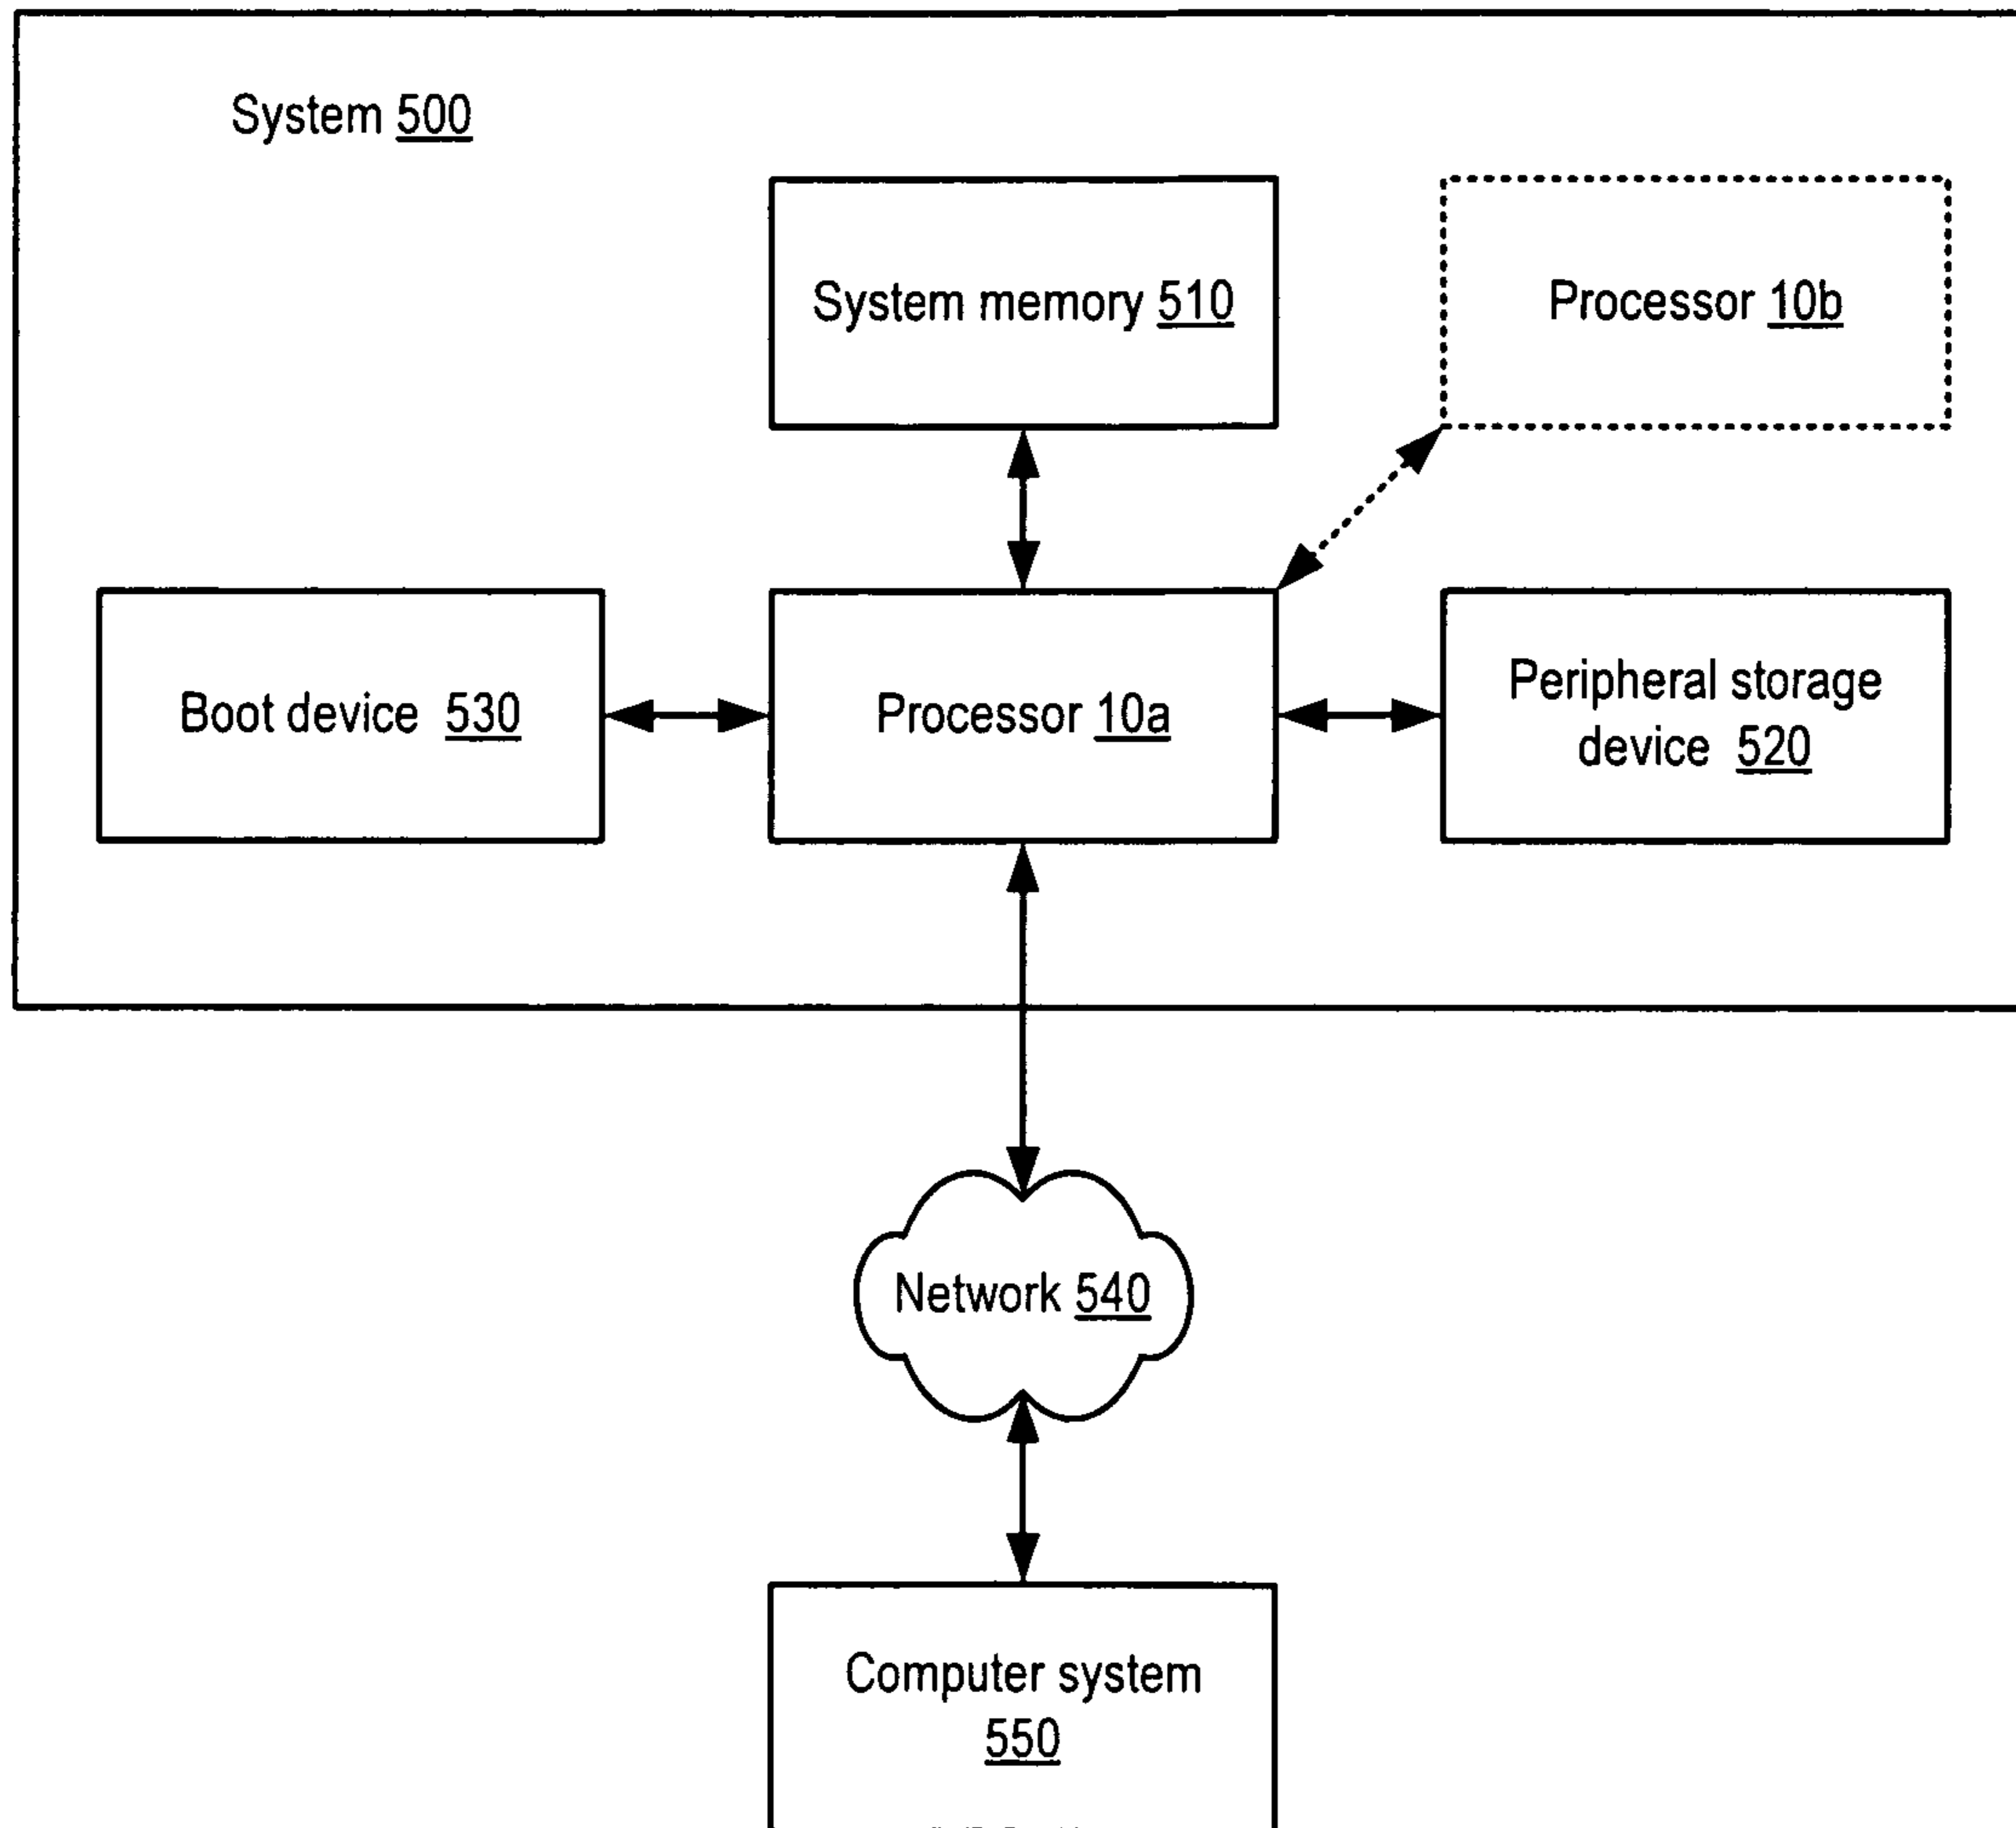 System 500
System memory 510
Processor 10b
Boot device 530
Processor 10a
Peripheral storage
device 520
Network 540
Computer system
550